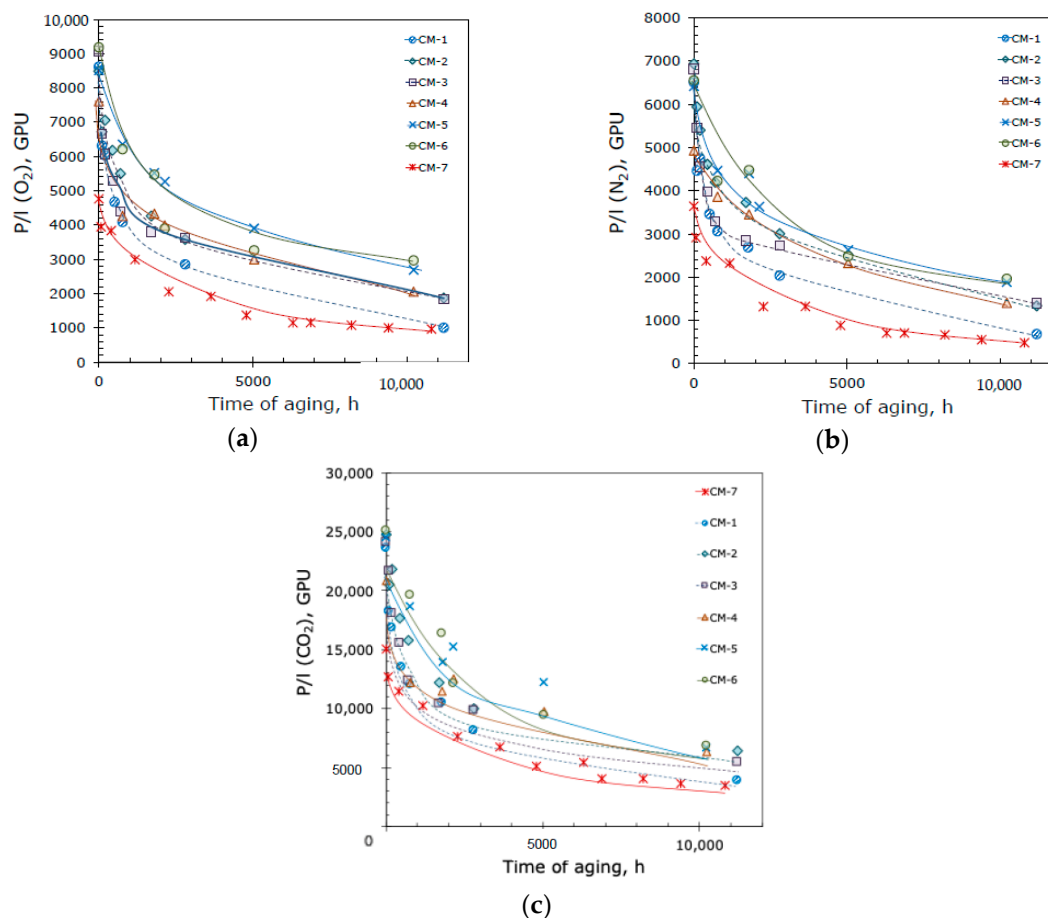 10,000
9000
8000
7000
6000
5000
4000
3000
2000
1000
0
P/l (O2), GPU
0
5000
10,000
Time of aging, h
CM-1
CM-2
CM-3
CM-4
CM-5
CM-6
CM-7
(a)
8000
7000
6000
5000
4000
3000
2000
1000
0
P/l (N2), GPU
0
5000
10,000
Time of aging, h
CM-1
CM-2
CM-3
CM-4
CM-5
CM-6
CM-7
(b)
30,000
25,000
20,000
15,000
10,000
5000
0
P/l (CO2), GPU
5000
10,000
Time of aging, h
CM-7
CM-1
CM-2
CM-3
CM-4
CM-5
CM-6
(c)